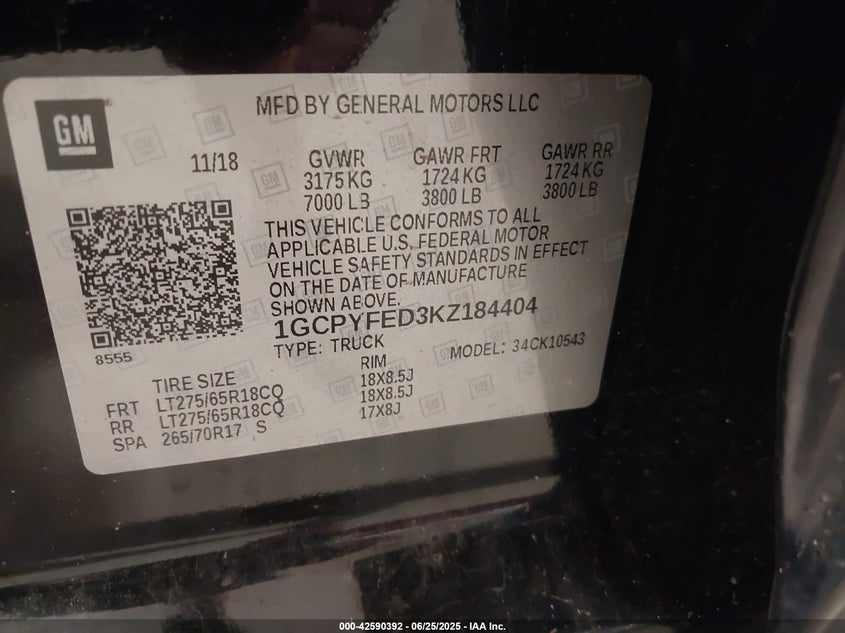 GM
MFD BY GENERAL MOTORS LLC
11/18
GVWR GAWR FRT GAWR RR
3175 KG 1724 KG 1724 KG
7000 LB 3800 LB 3800 LB
THIS VEHICLE CONFORMS TO ALL
APPLICABLE U.S. FEDERAL MOTOR
VEHICLE SAFETY STANDARDS IN EFFECT
ON THE DATE OF MANUFACTURE
SHOWN ABOVE.
1GCPYFED3KZ184404
8555
TYPE: TRUCK MODEL: 34CK10543
TIRE SIZE RIM
FRT LT275/65R18CQ 18X8.5J
RR LT275/65R18CQ 18X8.5J
SPA 265/70R17 S 17X8J
000-42590392 - 06/25/2025 - IAA Inc.